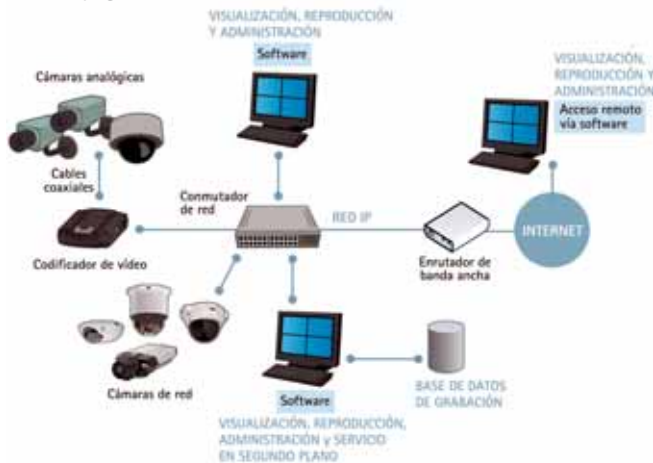 VISUALIZACIÓN, REPRODUCCIÓN
Y ADMINISTRACIÓN
Software
Cámaras analógicas
VISUALIZACIÓN,
REPRODUCCIÓN Y
ADMINISTRACIÓN
Acceso remoto
vía software
Cables
coaxiales
Conmutador
de red
RED IP
INTERNET
Codificador de vídeo
Enrutador de
banda ancha
Cámaras de red
Software
BASE DE DATOS
DE GRABACIÓN
VISUALIZACIÓN, REPRODUCCIÓN,
ADMINISTRACIÓN y SERVICIO
EN SEGUNDO PLANO